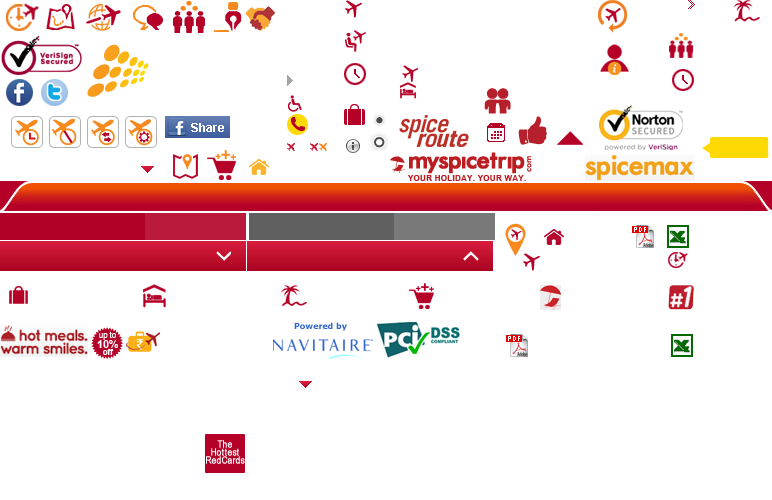 VeriSign
Secured
Share
spice
route
Norton
SECURED
powered by VeriSign
myspicetrip.com
YOUR HOLIDAY. YOUR WAY.
spicemax
PDF
#1
hot meals.
warm smiles.
up to
10%
off
Powered by
NAVITAIRE
PCI DSS
COMPLIANT
PDF
The
Hottest
RedCards